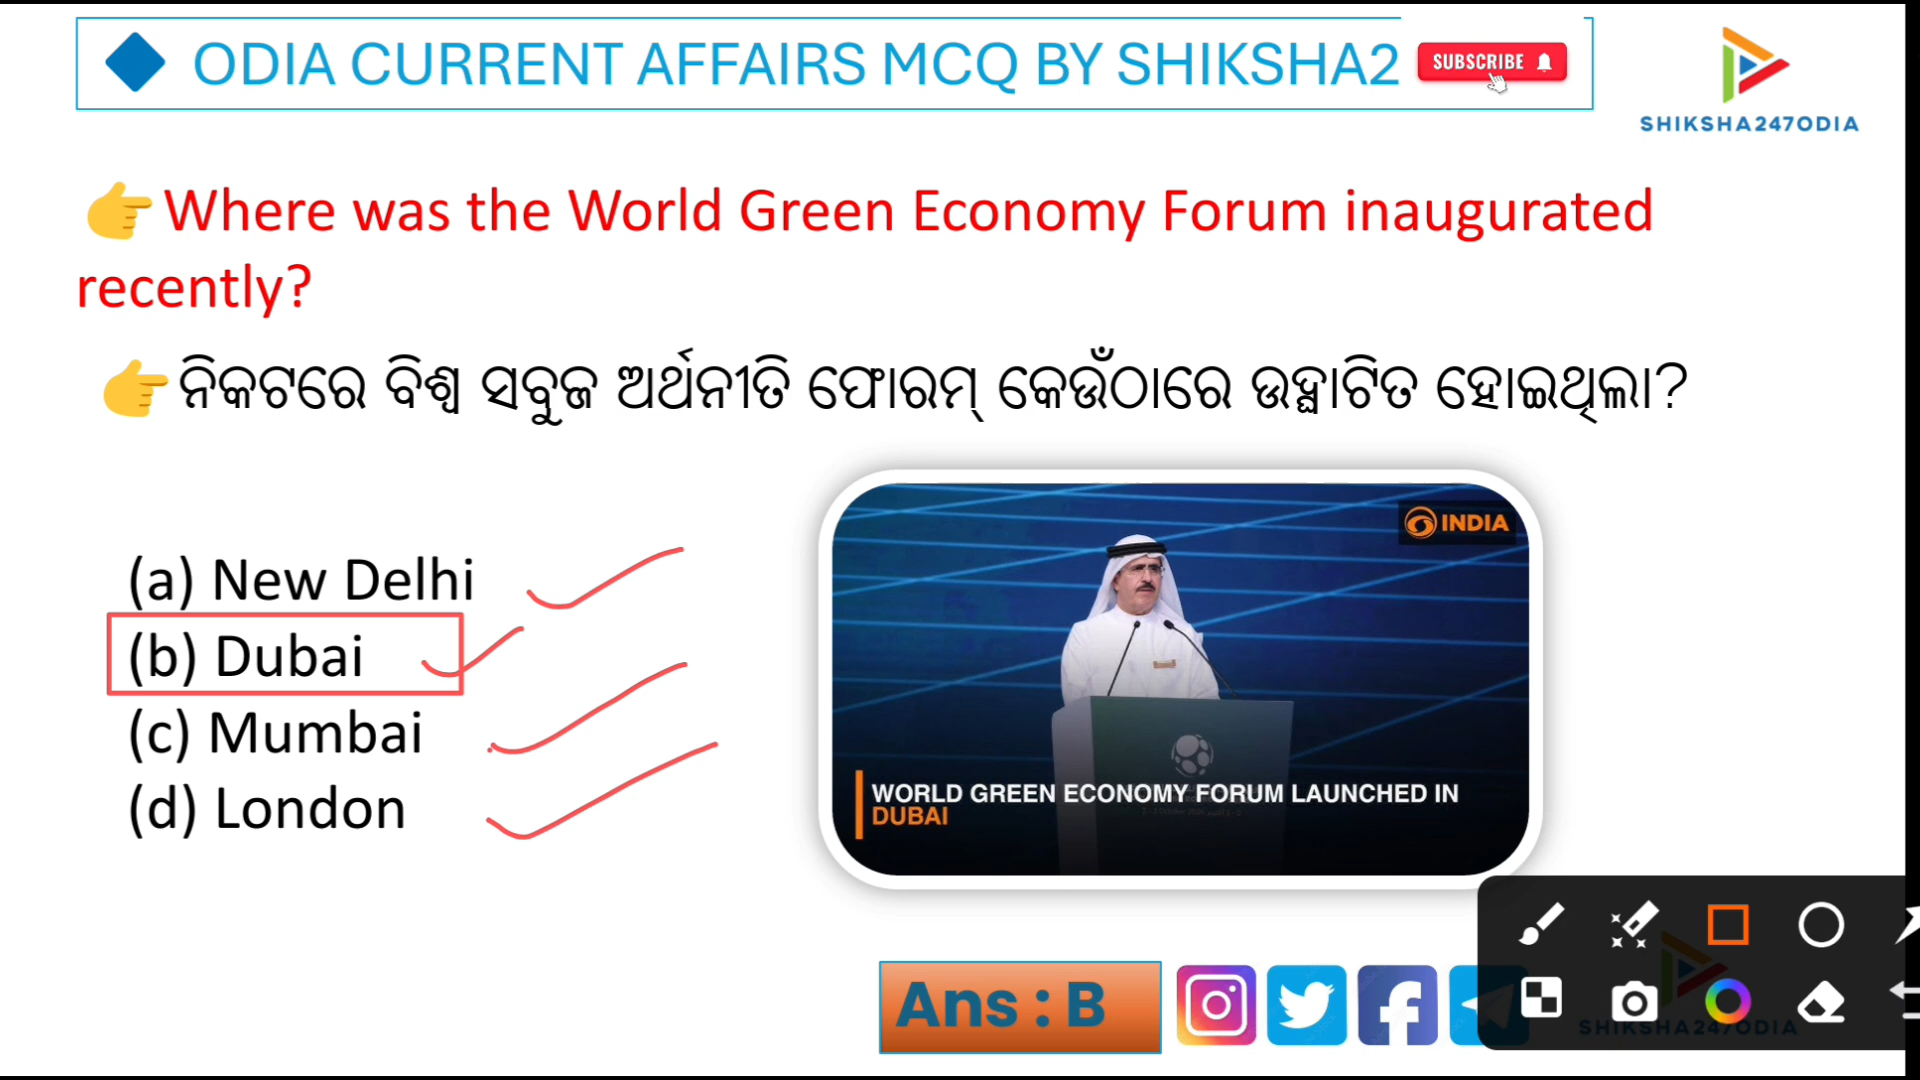 ODIA CURRENT AFFAIRS MCQ BY SHIKSHA2
SUBSCRIBE
SHIKSHA247ODIA
Where was the World Green Economy Forum inaugurated
recently?
ନିକଟରେ ବିଶ୍ୱ ସବୁଜ ଅର୍ଥନୀତି ଫୋରମ୍ କେଉଁଠାରେ ଉଦ୍ଘାଟିତ ହୋଇଥିଲା?
(a) New Delhi
(b) Dubai
(c) Mumbai
(d) London
INDIA
WORLD GREEN ECONOMY FORUM LAUNCHED IN
DUBAI
Ans : B
SHIKSHA247ODIA